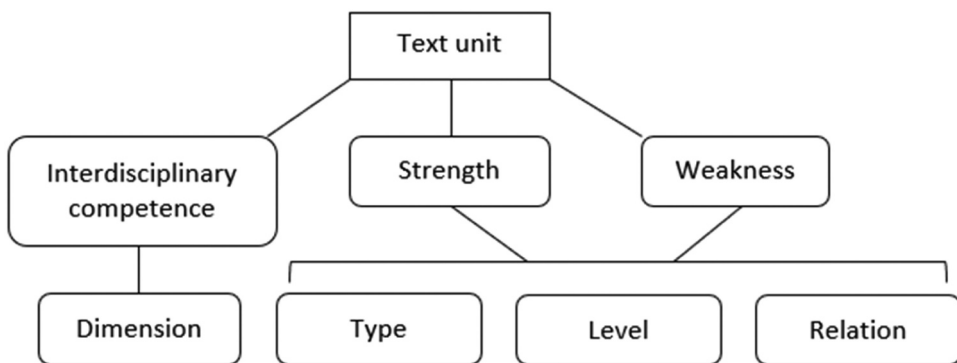 Text unit
Interdisciplinary
competence
Strength
Weakness
Dimension
Type
Level
Relation